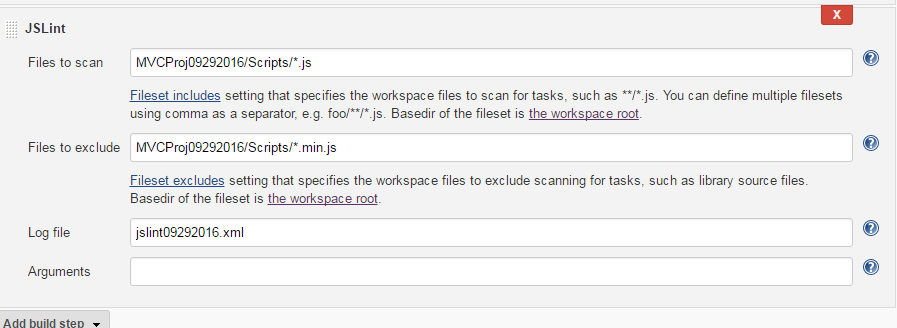 X
JSLint
Files to scan
MVCProj09292016/Scripts/*.js
?
Fileset includes setting that specifies the workspace files to scan for tasks, such as **/*.js. You can define multiple filesets
using comma as a separator, e.g. foo/**/*.js. Basedir of the fileset is the workspace root.
Files to exclude
MVCProj09292016/Scripts/*.min.js
?
Fileset excludes setting that specifies the workspace files to exclude scanning for tasks, such as library source files.
Basedir of the fileset is the workspace root.
Log file
jslint09292016.xml
?
Arguments
?
Add build step